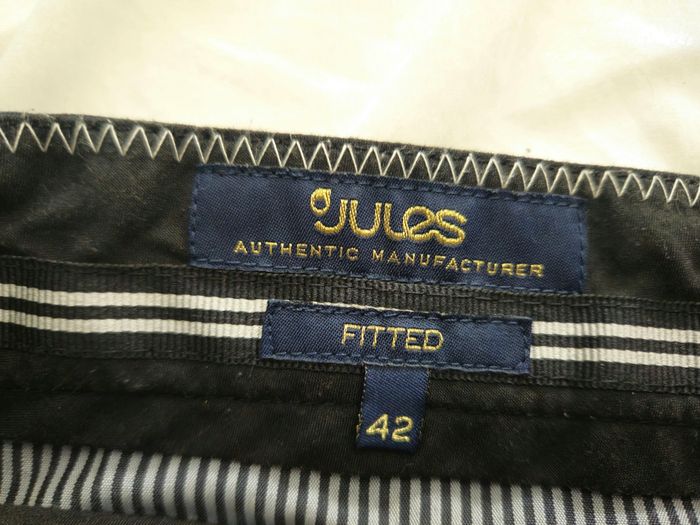 JULES
AUTHENTIC MANUFACTURER
FITTED
42